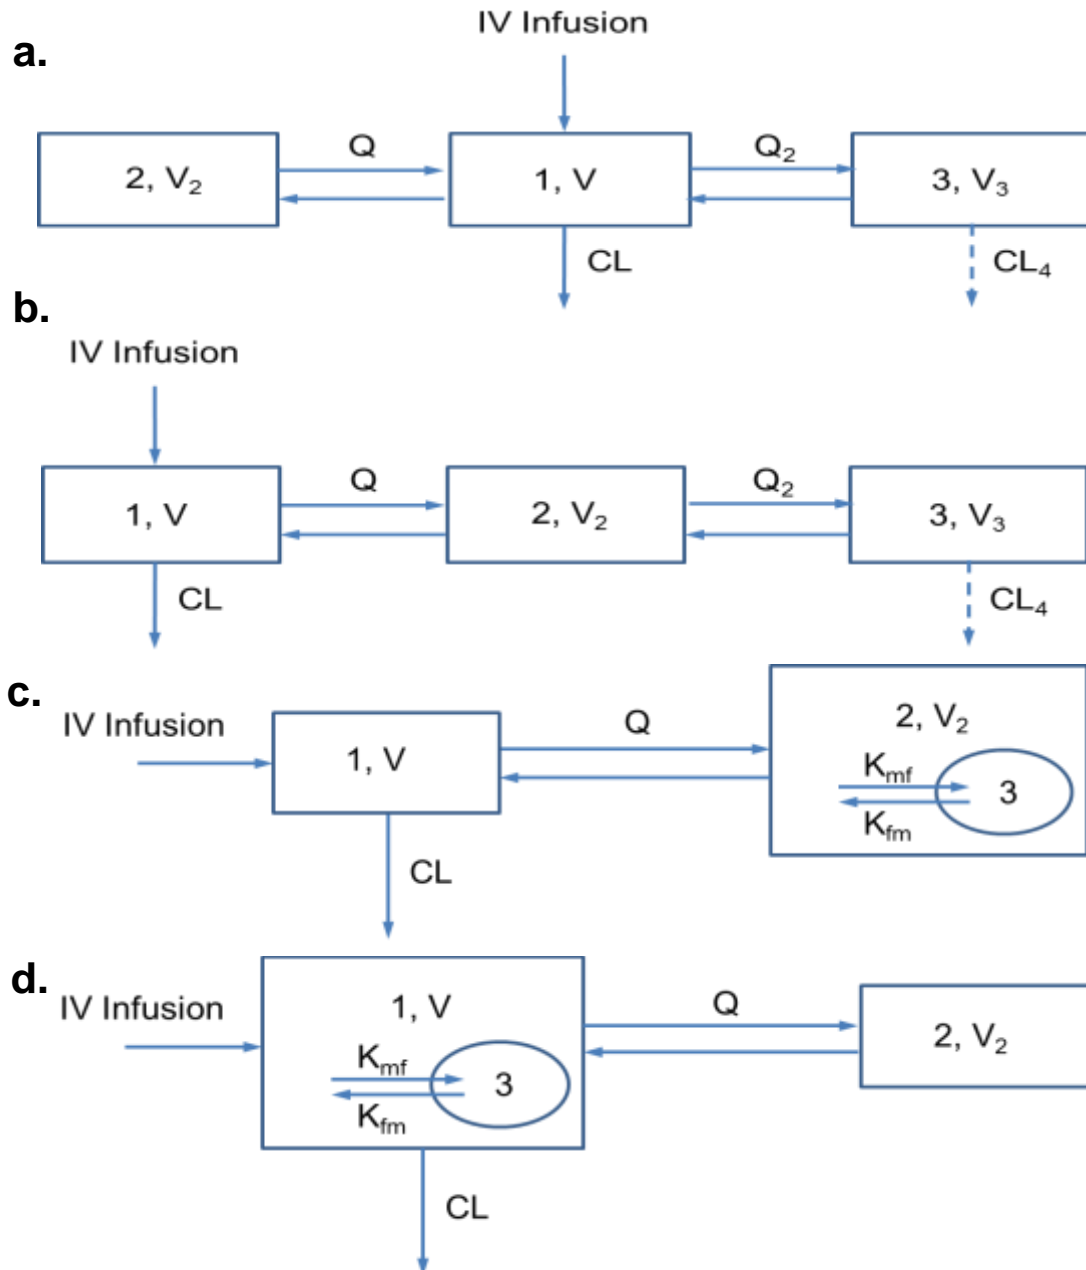 a.
IV Infusion
2, V₂
Q
1, V
Q₂
3, V₃
CL
CL₄
b.
IV Infusion
1, V
Q
2, V₂
Q₂
3, V₃
CL
CL₄
c.
IV Infusion
1, V
Q
2, V₂
Kmf
3
Kfm
CL
d.
IV Infusion
1, V
Kmf
3
Kfm
Q
2, V₂
CL